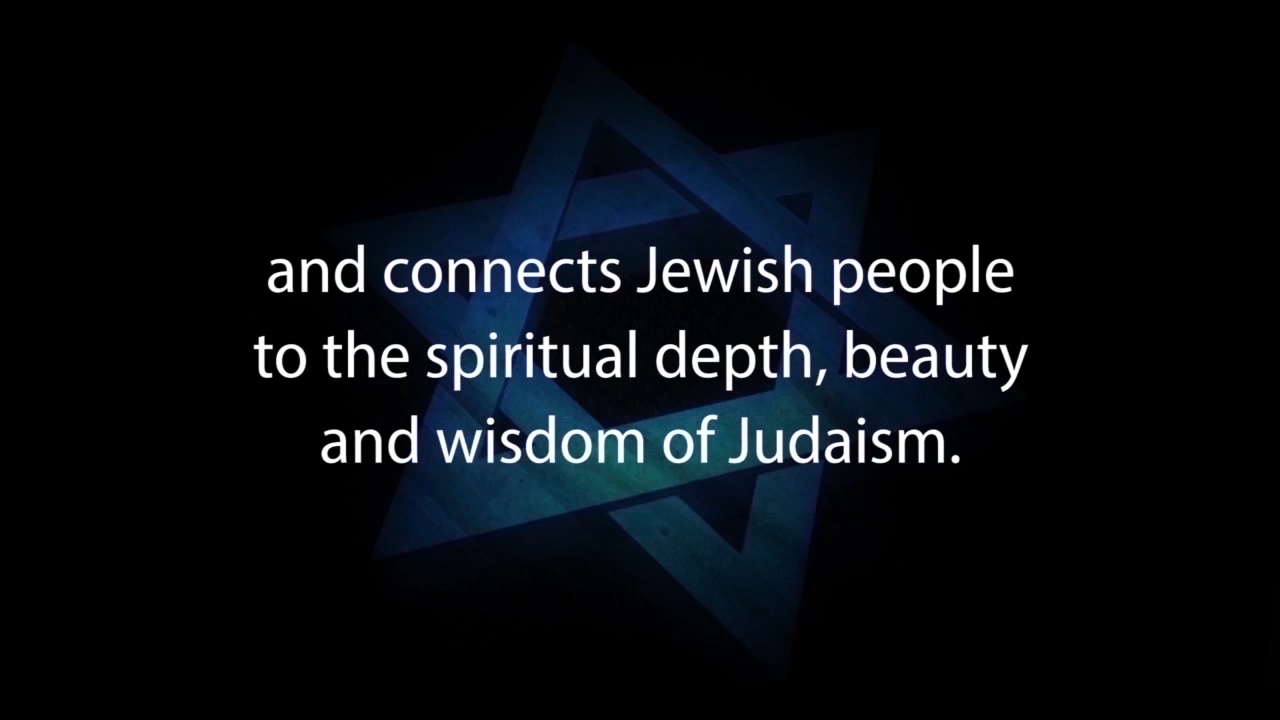 and connects Jewish people
to the spiritual depth, beauty
and wisdom of Judaism.